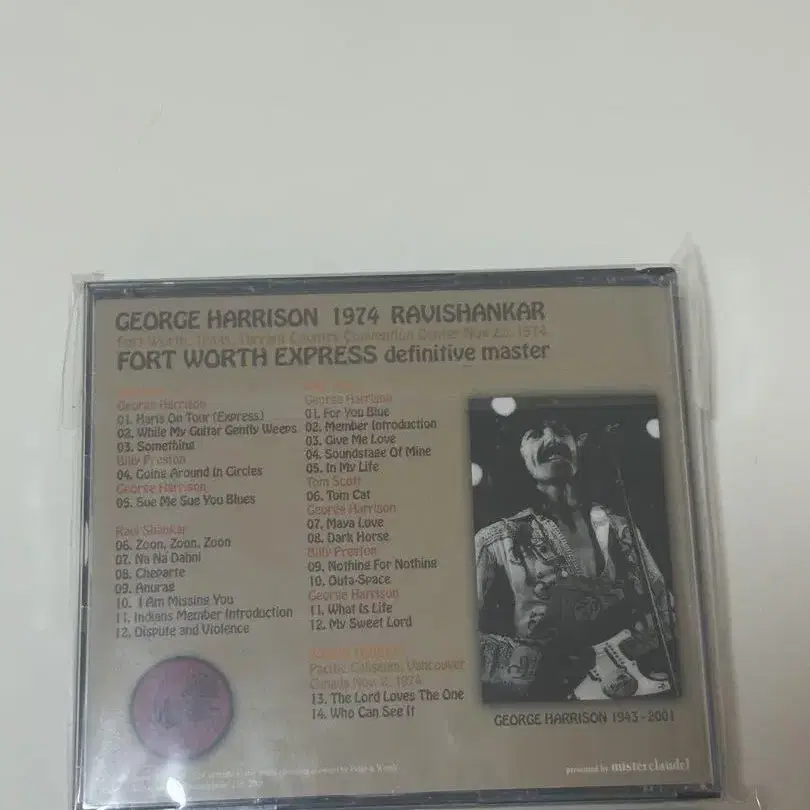 GEORGE HARRISON 1974 RAVISHANKAR
Fort Worth, Texas, Tarrant Country Convention Center Nov 22, 1974
FORT WORTH EXPRESS definitive master
George Harrison
01. Haris On Tour (Express)
02. While My Guitar Gently Weeps
03. Something
Billy Preston
04. Going Around In Circles
George Harrison
05. Sue Me Sue You Blues
Ravi Shankar
06. Zoon, Zoon, Zoon
07. Na Na Dahni
08. Cheparte
09. Anurag
10. I Am Missing You
11. Indians Member Introduction
12. Dispute and Violence
George Harrison
01. For You Blue
02. Member Introduction
03. Give Me Love
04. Soundstage Of Mine
05. In My Life
Tom Scott
06. Tom Cat
George Harrison
07. Maya Love
08. Dark Horse
Billy Preston
09. Nothing For Nothing
10. Outa-Space
George Harrison
11. What Is Life
12. My Sweet Lord
Pacific Coliseum, Vancouver
Canada Nov. 2, 1974
13. The Lord Loves The One
14. Who Can See It
GEORGE HARRISON 1943-2001
presented by misterclaudel